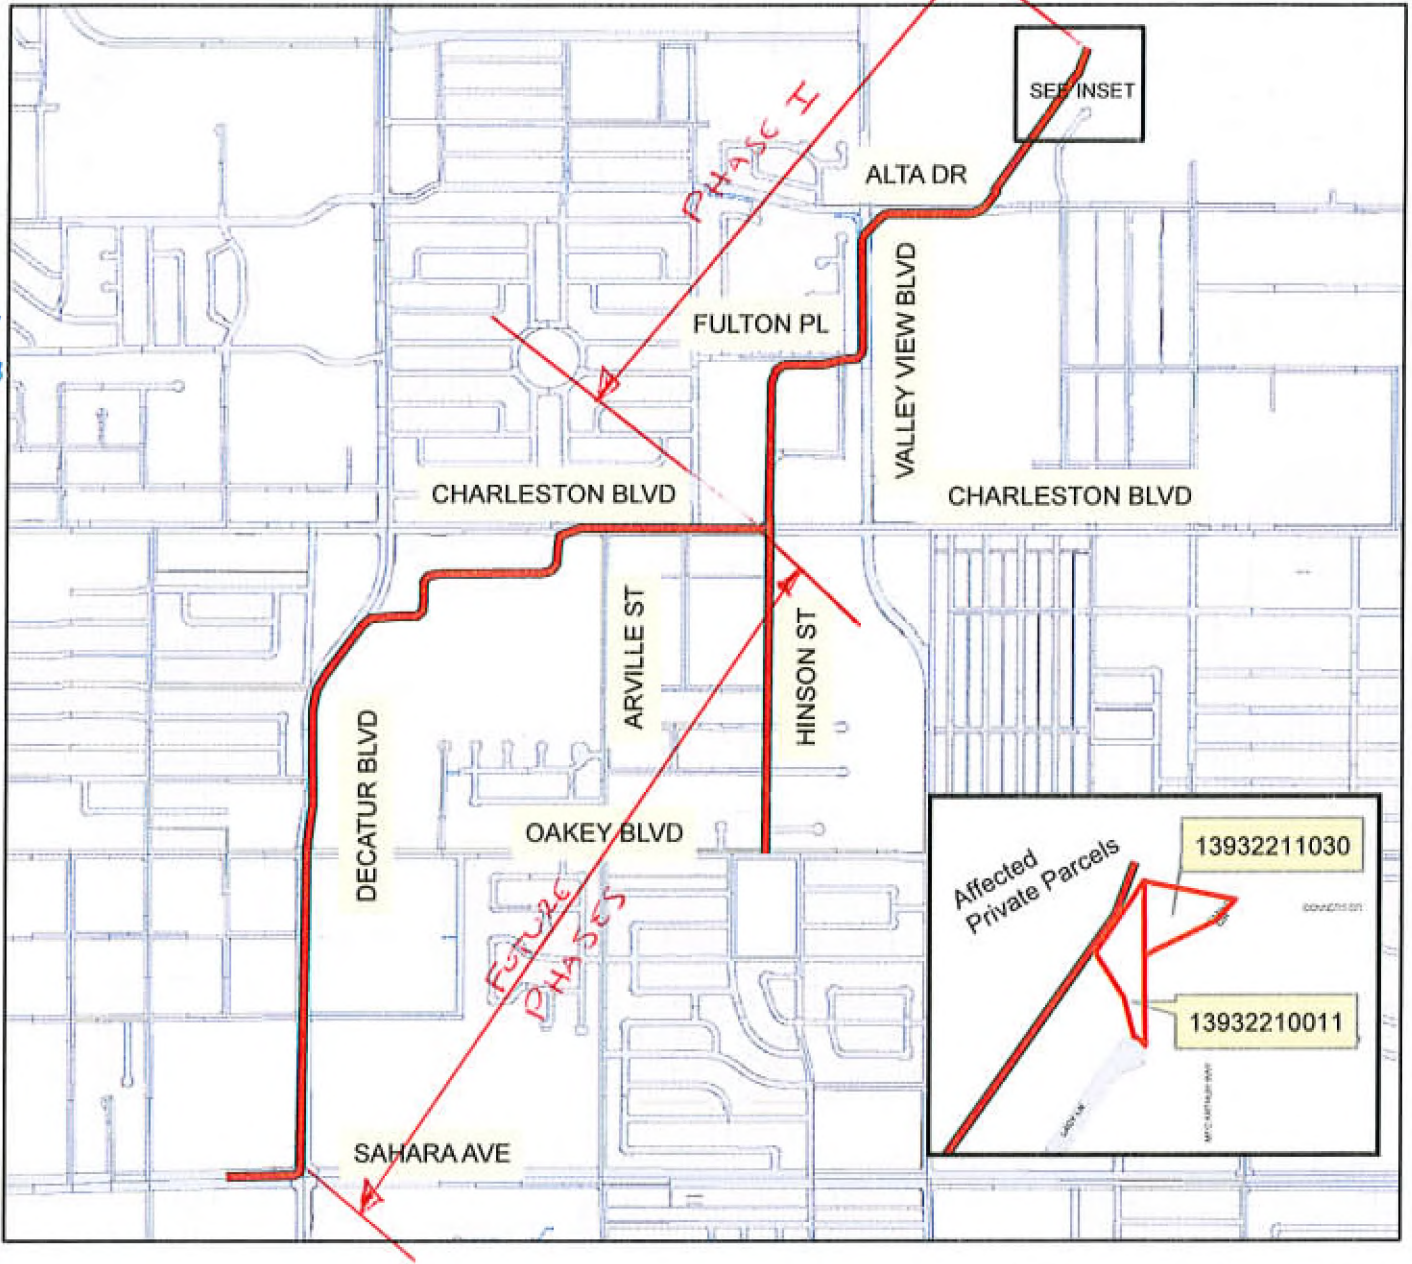 PHASE I
SEE INSET
ALTA DR
VALLEY VIEW BLVD
FULTON PL
CHARLESTON BLVD
CHARLESTON BLVD
ARVILLE ST
HINSON ST
DECATUR BLVD
OAKEY BLVD
FUTURE
PHASES
SAHARA AVE
Affected
Private Parcels
13932211030
13932210011